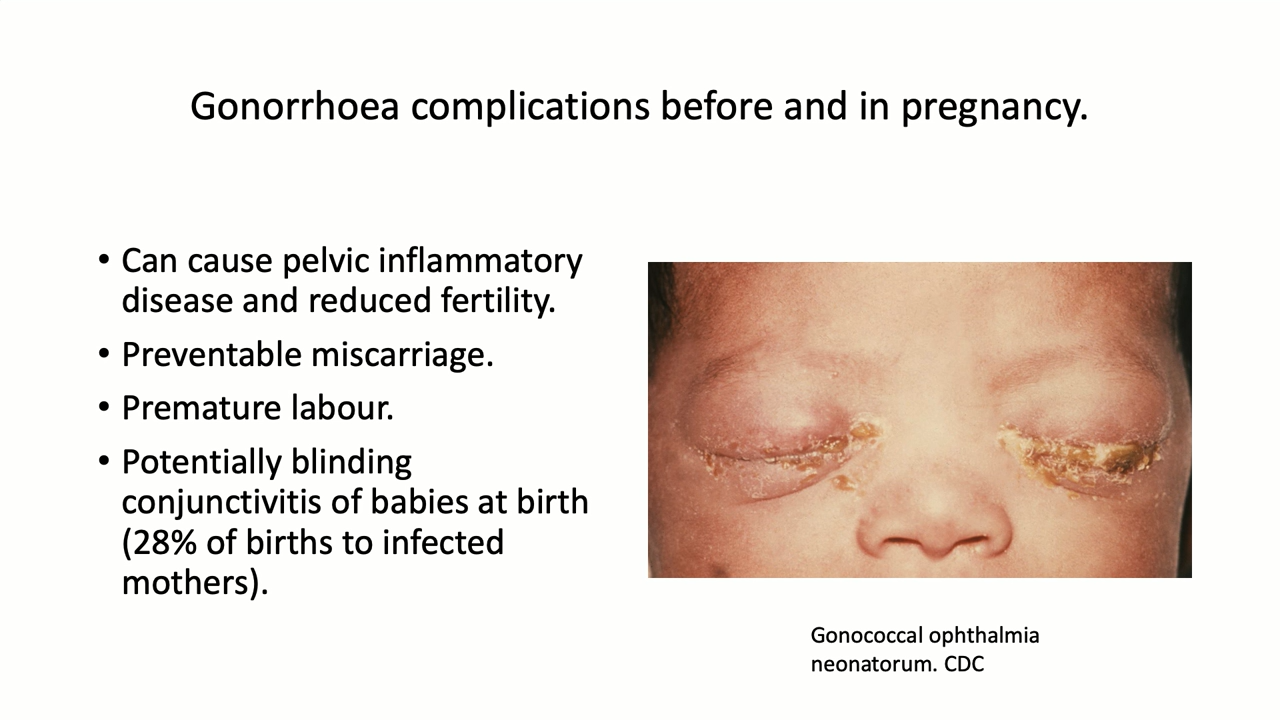 Gonorrhoea complications before and in pregnancy.
• Can cause pelvic inflammatory
disease and reduced fertility.
• Preventable miscarriage.
• Premature labour.
• Potentially blinding
conjunctivitis of babies at birth
(28% of births to infected
mothers).
Gonococcal ophthalmia
neonatorum. CDC